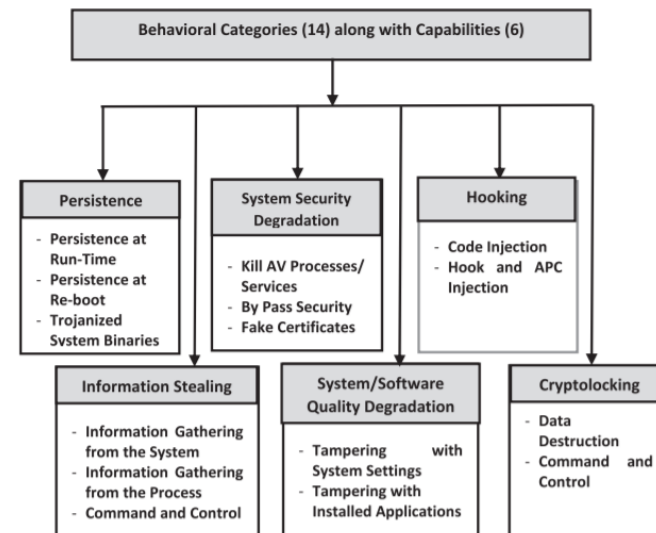 Behavioral Categories (14) along with Capabilities (6)
Persistence
- Persistence at
Run-Time
- Persistence at
Re-boot
- Trojanized
System Binaries
System Security
Degradation
- Kill AV Processes/
Services
- By Pass Security
- Fake Certificates
Hooking
- Code Injection
- Hook and APC
Injection
Information Stealing
- Information Gathering
from the System
- Information Gathering
from the Process
- Command and Control
System/Software
Quality Degradation
- Tampering with
System Settings
- Tampering with
Installed Applications
Cryptolocking
- Data
Destruction
- Command and
Control